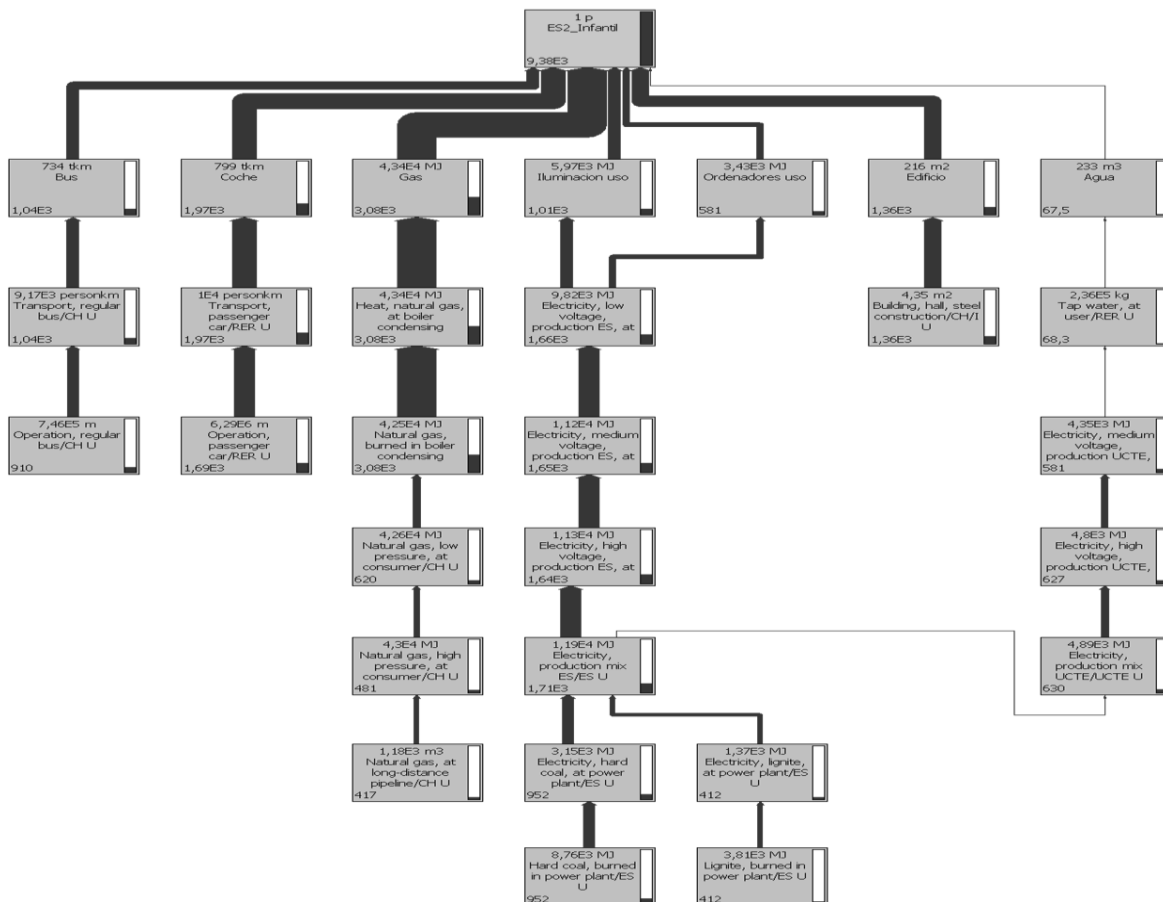 1 p
ES2_Infantil
9,38E3
734 tkm
Bus
1,04E3
799 tkm
Coche
1,97E3
4,34E4 MJ
Gas
3,08E3
5,97E3 MJ
Iluminacion uso
1,01E3
3,43E3 MJ
Ordenadores uso
581
216 m2
Edificio
1,36E3
233 m3
Agua
67,5
9,17E3 personkm
Transport, regular
bus/CH U
1,04E3
1E4 personkm
Transport,
passenger
car/RER U
1,97E3
4,34E4 MJ
Heat, natural gas,
at boiler
condensing
3,08E3
9,82E3 MJ
Electricity, low
voltage,
production ES, at
1,66E3
4,35 m2
Building, hall, steel
construction/CH/I
U
1,36E3
2,36E5 kg
Tap water, at
user/RER U
68,3
7,46E5 m
Operation, regular
bus/CH U
910
6,29E6 m
Operation,
passenger
car/RER U
1,69E3
4,25E4 MJ
Natural gas,
burned in boiler
condensing
3,08E3
1,12E4 MJ
Electricity, medium
voltage,
production ES, at
1,65E3
4,35E3 MJ
Electricity, medium
voltage,
production UCTE,
581
4,26E4 MJ
Natural gas, low
pressure, at
consumer/CH U
620
1,13E4 MJ
Electricity, high
voltage,
production ES, at
1,64E3
4,8E3 MJ
Electricity, high
voltage,
production UCTE,
627
4,3E4 MJ
Natural gas, high
pressure, at
consumer/CH U
481
1,19E4 MJ
Electricity,
production mix
ES/ES U
1,71E3
4,89E3 MJ
Electricity,
production mix
UCTE/UCTE U
630
1,18E3 m3
Natural gas, at
long-distance
pipeline/CH U
417
3,15E3 MJ
Electricity, hard
coal, at power
plant/ES U
952
1,37E3 MJ
Electricity, lignite,
at power plant/ES
U
412
8,76E3 MJ
Hard coal, burned
in power plant/ES
U
952
3,81E3 MJ
Lignite, burned in
power plant/ES U
412